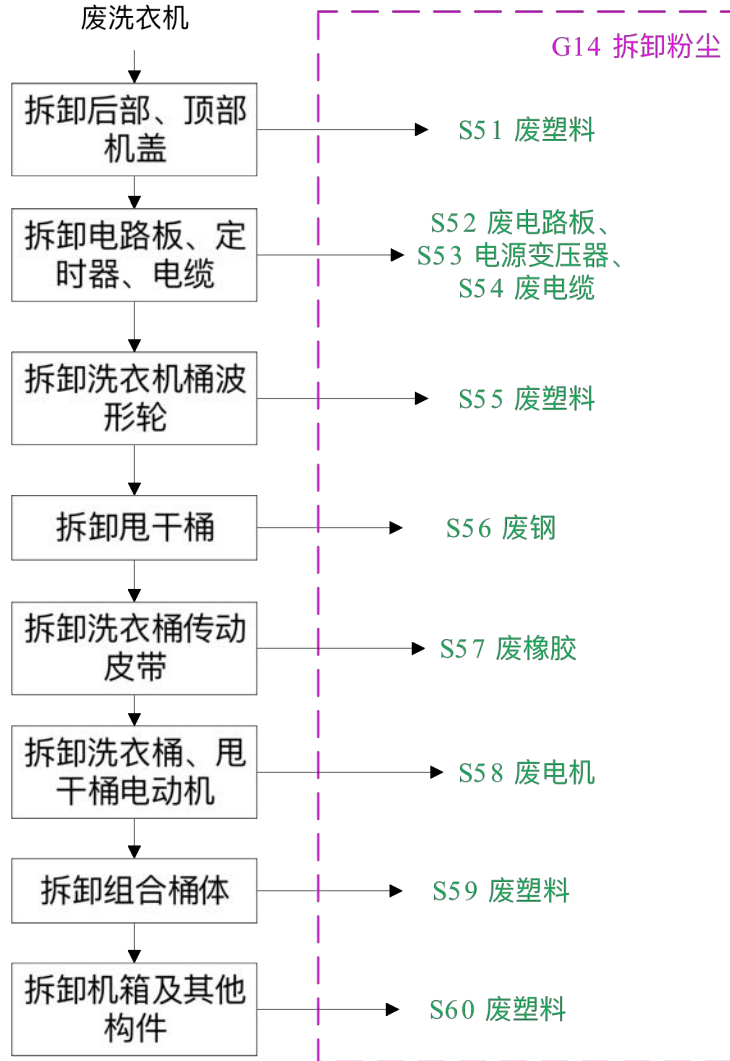 废洗衣机
G14 拆卸粉尘
拆卸后部、顶部
机盖
S51 废塑料
拆卸电路板、定
时器、电缆
S52 废电路板、
S53 电源变压器、
S54 废电缆
拆卸洗衣机桶波
形轮
S55 废塑料
拆卸甩干桶
S56 废钢
拆卸洗衣桶传动
皮带
S57 废橡胶
拆卸洗衣桶、甩
干桶电动机
S58 废电机
拆卸组合桶体
S59 废塑料
拆卸机箱及其他
构件
S60 废塑料